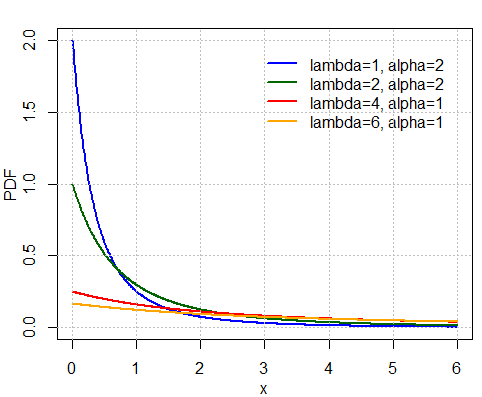 2.0
1.5
1.0
0.5
0.0
PDF
lambda=1, alpha=2
lambda=2, alpha=2
lambda=4, alpha=1
lambda=6, alpha=1
0 1 2 3 4 5 6
x